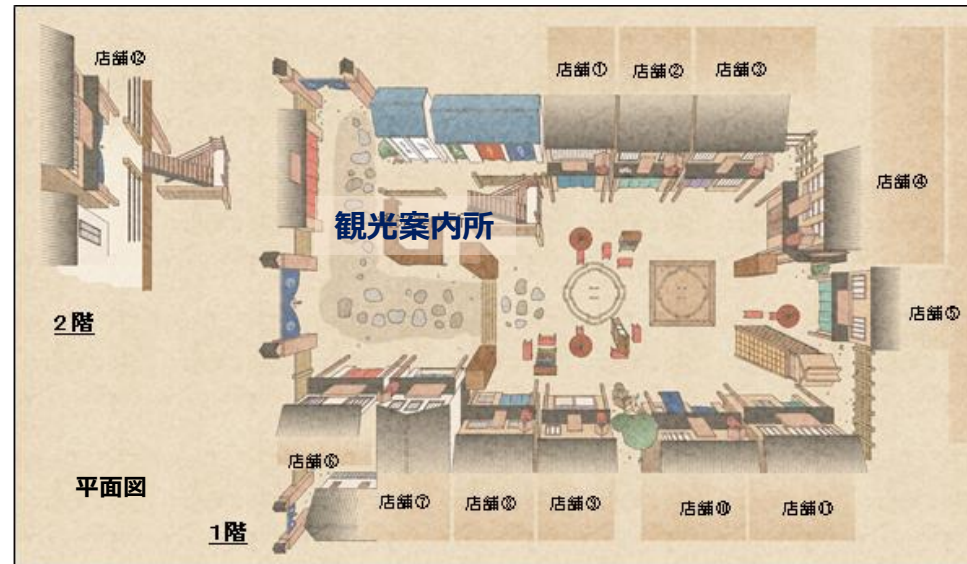 店舗⑫
店舗①
店舗②
店舗③
店舗④
観光案内所
店舗⑤
2階
店舗⑥
平面図
店舗⑦
店舗⑧
店舗⑨
店舗⑩
店舗⑪
1階